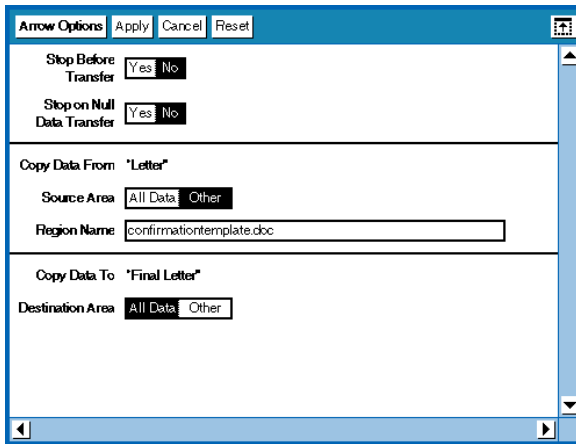 Arrow Options Apply Cancel Reset
Stop Before
Transfer Yes No
Stop on Null
Data Transfer Yes No
Copy Data From "Letter"
Source Area All Data Other
Region Name confirmationtemplate.doc
Copy Data To "Final Letter"
Destination Area All Data Other